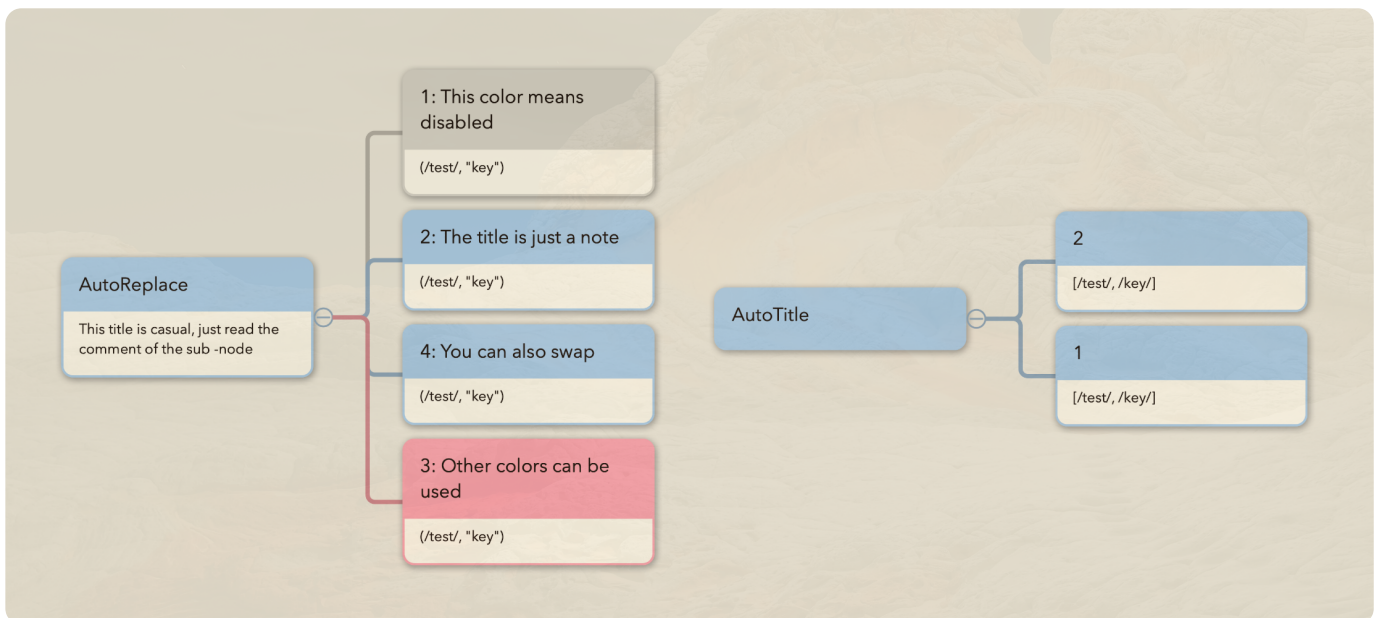 AutoReplace
This title is casual, just read the
comment of the sub -node
1: This color means
disabled
(/test/, "key")
2: The title is just a note
(/test/, "key")
4: You can also swap
(/test/, "key")
3: Other colors can be
used
(/test/, "key")
AutoTitle
2
[/test/, /key/]
1
[/test/, /key/]